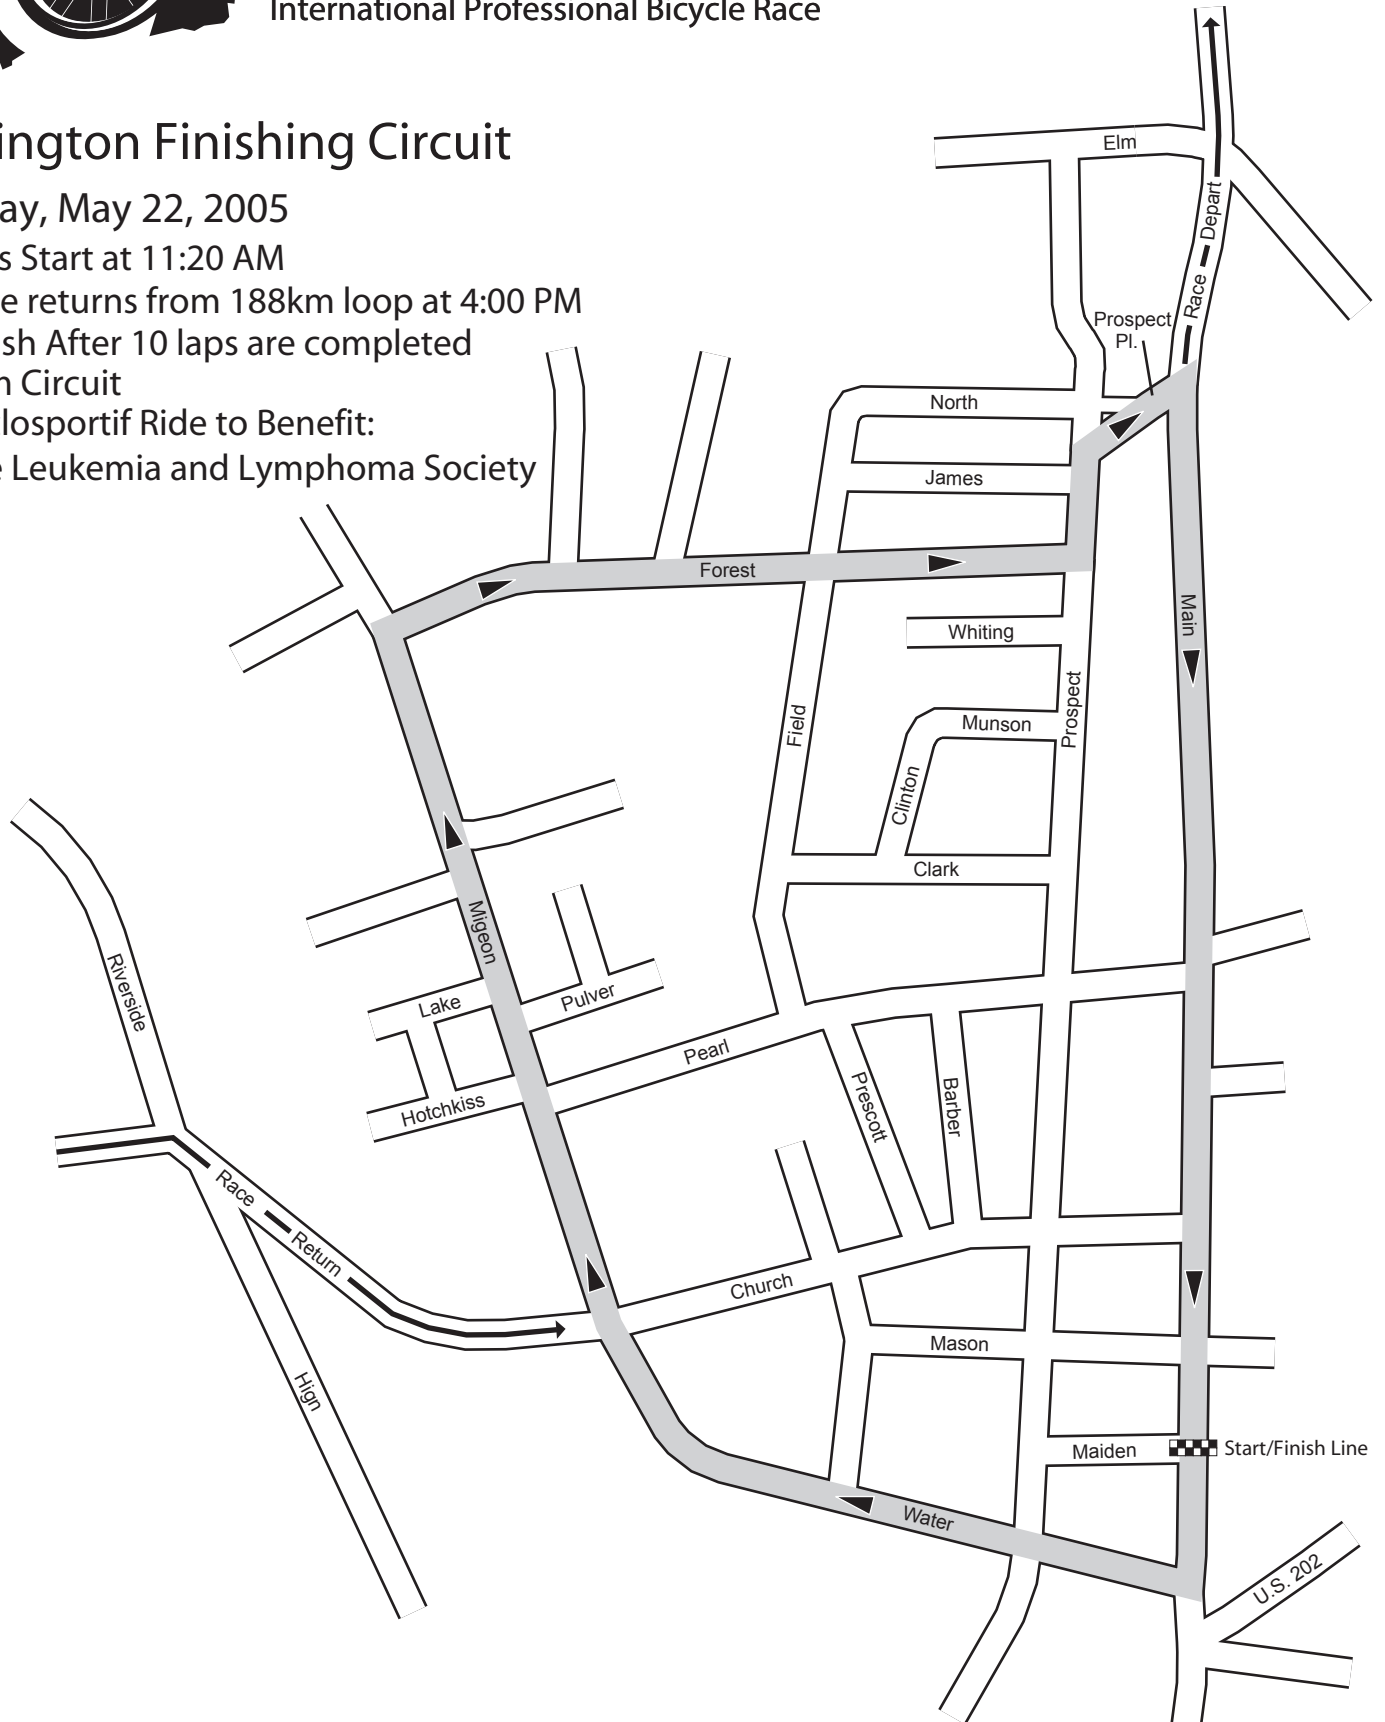 International Professional Bicycle Race
ington Finishing Circuit
ay, May 22, 2005
s Start at 11:20 AM
e returns from 188km loop at 4:00 PM
sh After 10 laps are completed
n Circuit
losportif Ride to Benefit:
e Leukemia and Lymphoma Society
Elm
Race Depart
Prospect
Pl.
North
James
Forest
Main
Whiting
Prospect
Munson
Field
Clinton
Clark
Migeon
Riverside
Lake
Pulver
Pearl
Hotchkiss
Prescott
Barber
Race Return
Church
Mason
Hign
Maiden
Start/Finish Line
Water
U.S. 202